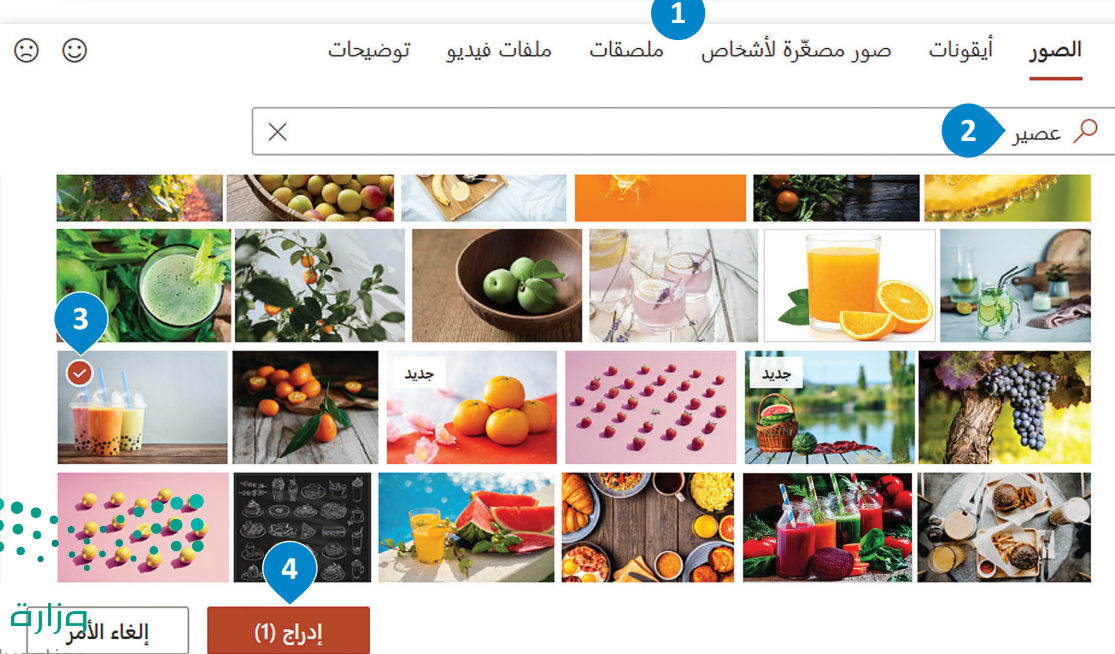 1
الصور أيقونات صور مصغّرة لأشخاص ملصقات ملفات فيديو توضيحات
عصير 2
3
جديد
جديد
4
إدراج (1) إلغاء الأمر
وزارة